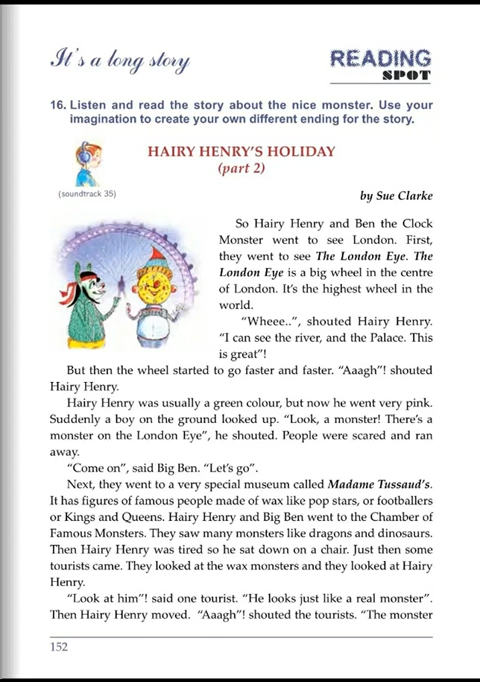 It's a long story
READING
SPOT
16. Listen and read the story about the nice monster. Use your
imagination to create your own different ending for the story.
HAIRY HENRY'S HOLIDAY
(part 2)
(soundtrack 35)
by Sue Clarke
So Hairy Henry and Ben the Clock
Monster went to see London. First,
they went to see The London Eye. The
London Eye is a big wheel in the centre
of London. It's the highest wheel in the
world.
"Wheee..", shouted Hairy Henry.
"I can see the river, and the Palace. This
is great"!
But then the wheel started to go faster and faster. "Aaagh"! shouted
Hairy Henry.
Hairy Henry was usually a green colour, but now he went very pink.
Suddenly a boy on the ground looked up. "Look, a monster! There's a
monster on the London Eye", he shouted. People were scared and ran
away.
"Come on", said Big Ben. "Let's go".
Next, they went to a very special museum called Madame Tussaud's.
It has figures of famous people made of wax like pop stars, or footballers
or Kings and Queens. Hairy Henry and Big Ben went to the Chamber of
Famous Monsters. They saw many monsters like dragons and dinosaurs.
Then Hairy Henry was tired so he sat down on a chair. Just then some
tourists came. They looked at the wax monsters and they looked at Hairy
Henry.
"Look at him"! said one tourist. "He looks just like a real monster".
Then Hairy Henry moved. "Aaagh"! shouted the tourists. "The monster
152